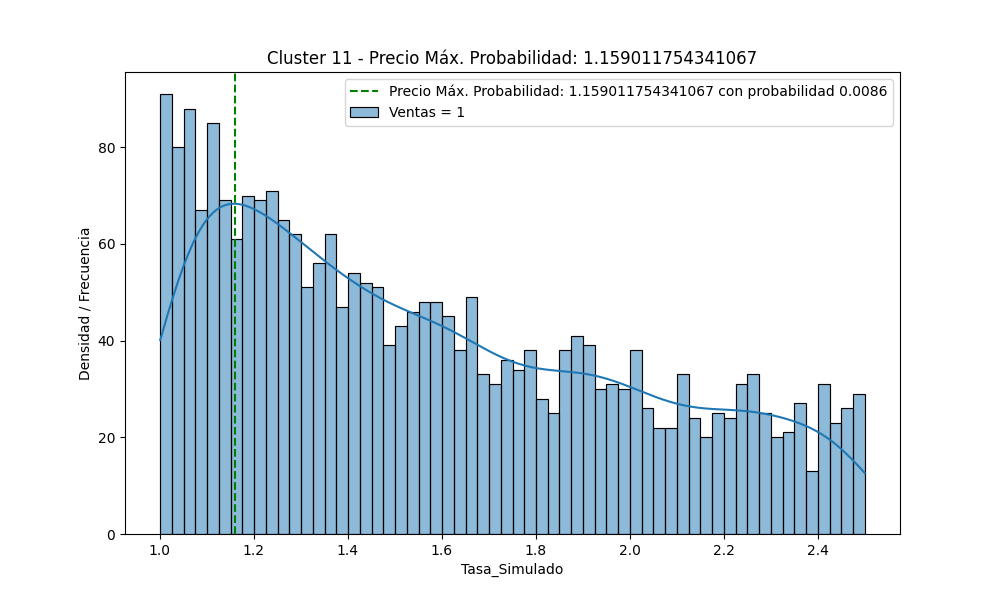 Cluster 11 - Precio Máx. Probabilidad: 1.159011754341067
Precio Máx. Probabilidad: 1.159011754341067 con probabilidad 0.0086
Ventas = 1
Densidad / Frecuencia
80
60
40
20
0
1.0 1.2 1.4 1.6 1.8 2.0 2.2 2.4
Tasa_Simulado